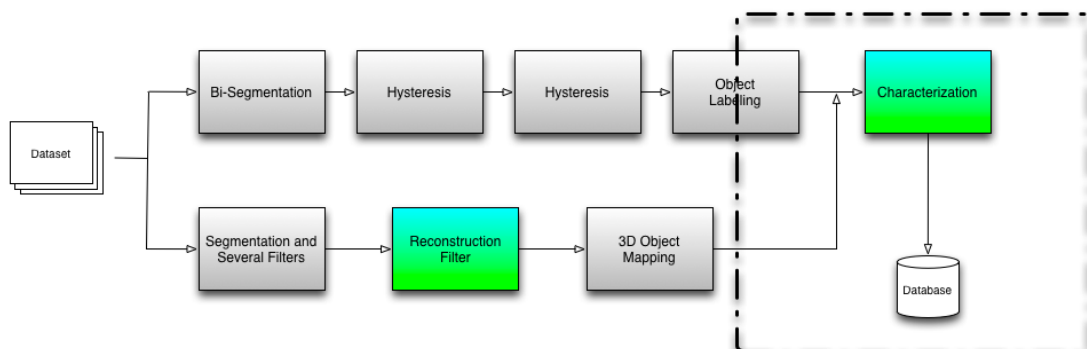 Bi-Segmentation
Hysteresis
Hysteresis
Object
Labeling
Characterization
Dataset
Segmentation and
Several Filters
Reconstruction
Filter
3D Object
Mapping
Database